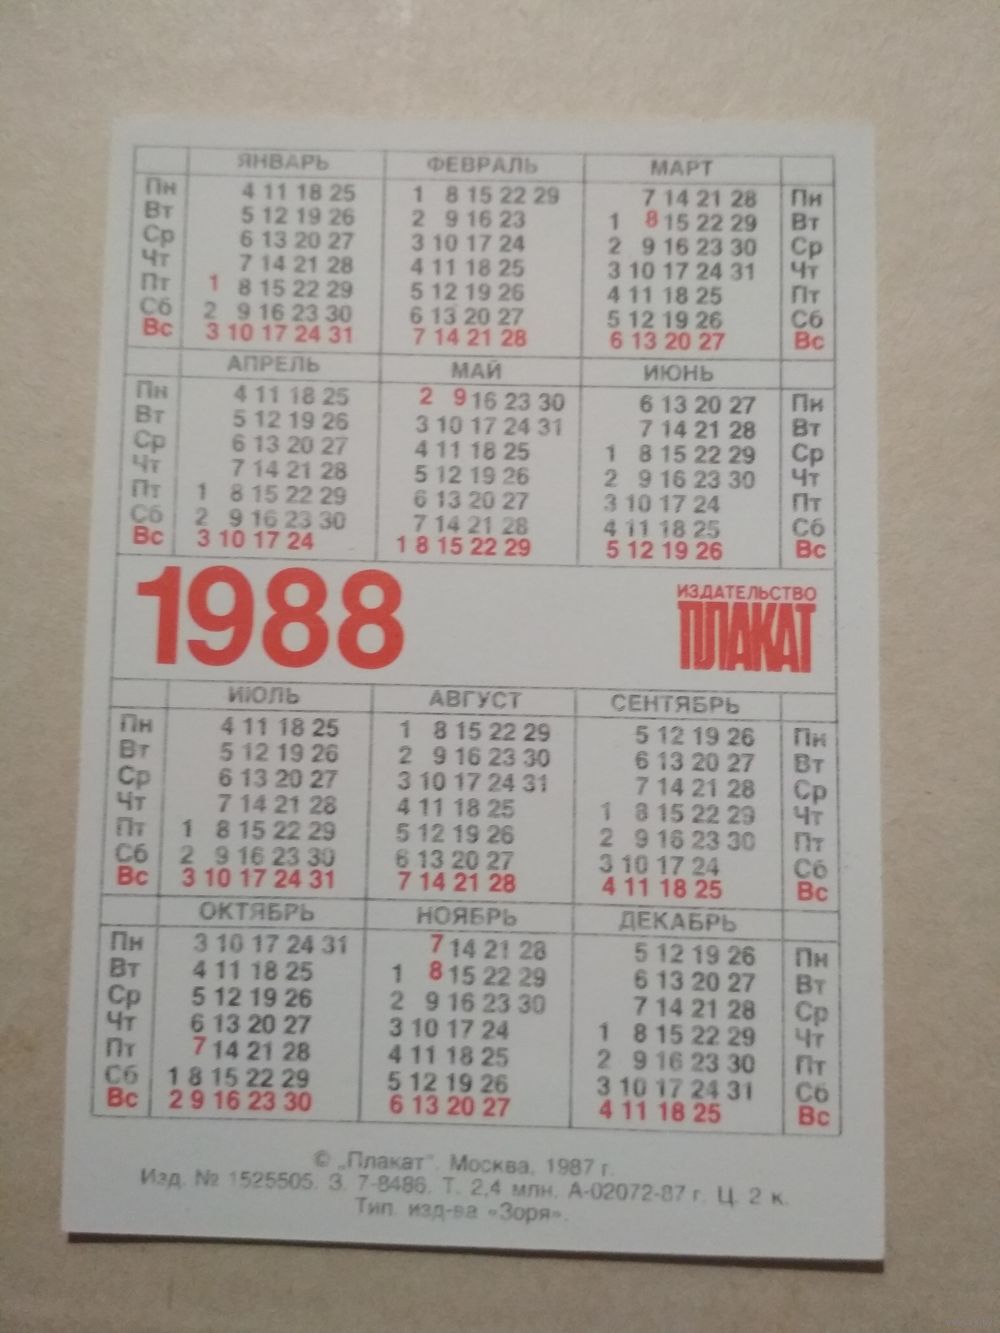 ЯНВАРЬ ФЕВРАЛЬ МАРТ
Пн 4 11 18 25 1 8 15 22 29 7 14 21 28 Пн
Вт 5 12 19 26 2 9 16 23 1 8 15 22 29 Вт
Ср 6 13 20 27 3 10 17 24 2 9 16 23 30 Ср
Чт 7 14 21 28 4 11 18 25 3 10 17 24 31 Чт
Пт 1 8 15 22 29 5 12 19 26 4 11 18 25 Пт
Сб 2 9 16 23 30 6 13 20 27 5 12 19 26 Сб
Вс 3 10 17 24 31 7 14 21 28 6 13 20 27 Вс
АПРЕЛЬ МАЙ ИЮНЬ
Пн 4 11 18 25 2 9 16 23 30 6 13 20 27 Пн
Вт 5 12 19 26 3 10 17 24 31 7 14 21 28 Вт
Ср 6 13 20 27 4 11 18 25 1 8 15 22 29 Ср
Чт 7 14 21 28 5 12 19 26 2 9 16 23 30 Чт
Пт 1 8 15 22 29 6 13 20 27 3 10 17 24 Пт
Сб 2 9 16 23 30 7 14 21 28 4 11 18 25 Сб
Вс 3 10 17 24 1 8 15 22 29 5 12 19 26 Вс
1988
ИЗДАТЕЛЬСТВО
ПЛАКАТ
ИЮЛЬ АВГУСТ СЕНТЯБРЬ
Пн 4 11 18 25 1 8 15 22 29 5 12 19 26 Пн
Вт 5 12 19 26 2 9 16 23 30 6 13 20 27 Вт
Ср 6 13 20 27 3 10 17 24 31 7 14 21 28 Ср
Чт 7 14 21 28 4 11 18 25 1 8 15 22 29 Чт
Пт 1 8 15 22 29 5 12 19 26 2 9 16 23 30 Пт
Сб 2 9 16 23 30 6 13 20 27 3 10 17 24 Сб
Вс 3 10 17 24 31 7 14 21 28 4 11 18 25 Вс
ОКТЯБРЬ НОЯБРЬ ДЕКАБРЬ
Пн 3 10 17 24 31 7 14 21 28 5 12 19 26 Пн
Вт 4 11 18 25 1 8 15 22 29 6 13 20 27 Вт
Ср 5 12 19 26 2 9 16 23 30 7 14 21 28 Ср
Чт 6 13 20 27 3 10 17 24 1 8 15 22 29 Чт
Пт 7 14 21 28 4 11 18 25 2 9 16 23 30 Пт
Сб 1 8 15 22 29 5 12 19 26 3 10 17 24 31 Сб
Вс 2 9 16 23 30 6 13 20 27 4 11 18 25 Вс
© „Плакат". Москва. 1987 г.
Изд. № 1525505. З. 7-8486. Т. 2,4 млн. А-02072-87 г. Ц. 2 к.
Тип. изд-ва «Зоря».